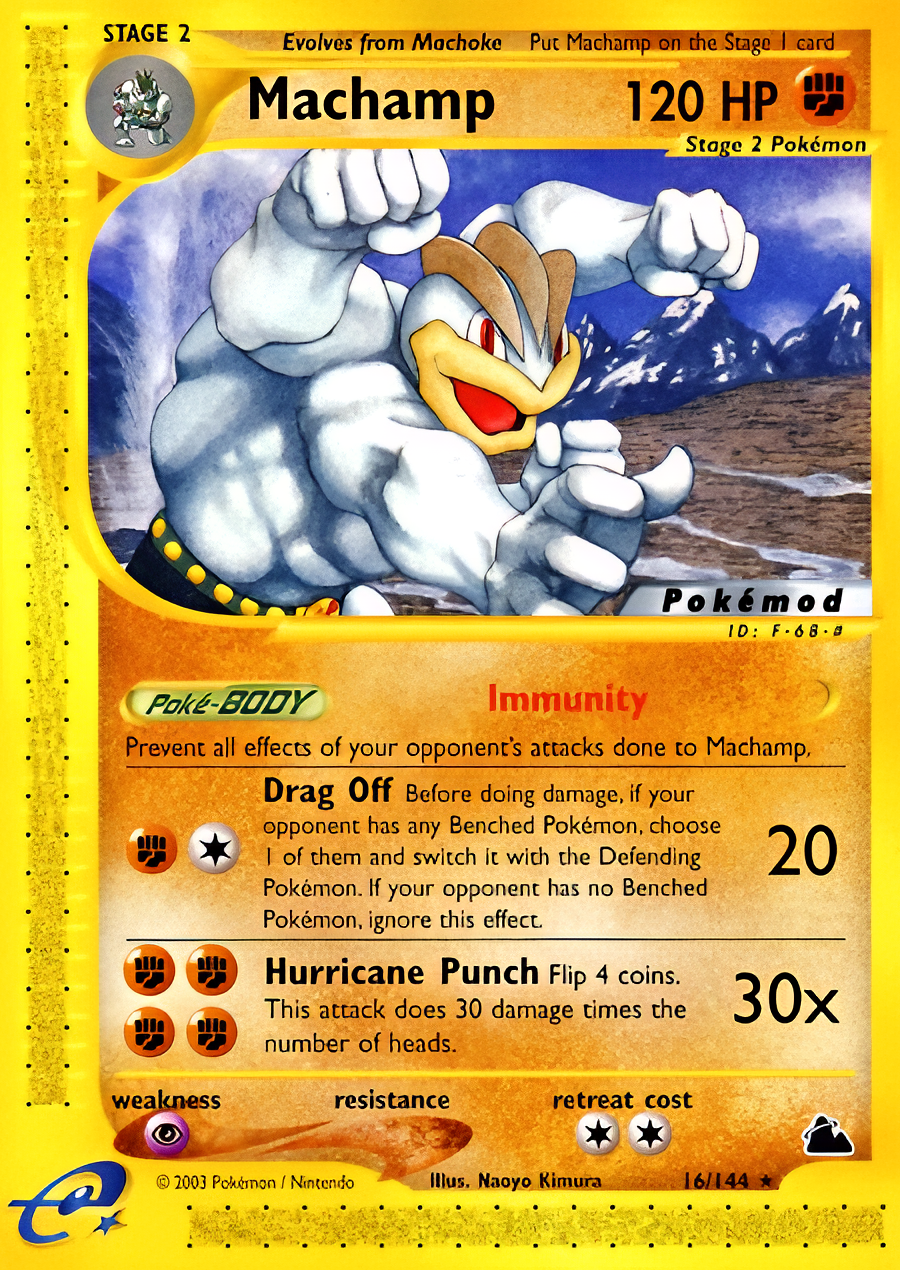 STAGE 2
Evolves from Machoke Put Machamp on the Stage 1 card
Machamp 120 HP
Stage 2 Pokémon
Pokémod
ID: F-68-#
Poké-BODY Immunity
Prevent all effects of your opponent's attacks done to Machamp,
Drag Off Before doing damage, if your
opponent has any Benched Pokémon, choose
1 of them and switch it with the Defending
Pokémon. If your opponent has no Benched
Pokémon, ignore this effect.
20
Hurricane Punch Flip 4 coins.
This attack does 30 damage times the
number of heads.
30x
weakness resistance retreat cost
© 2003 Pokémon / Nintendo Illus. Naoyo Kimura 16/144 ★
e